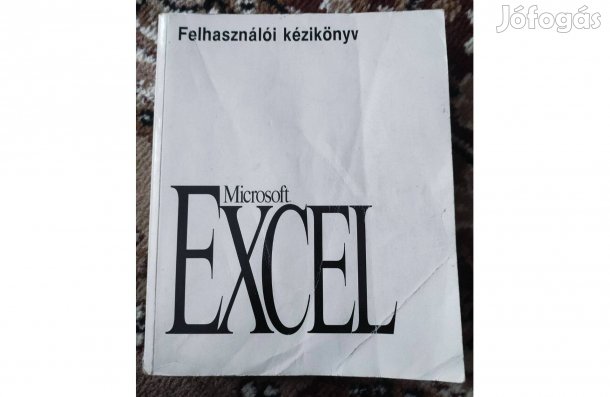 Jófogás
Felhasználói kézikönyv
Microsoft
EXCEL